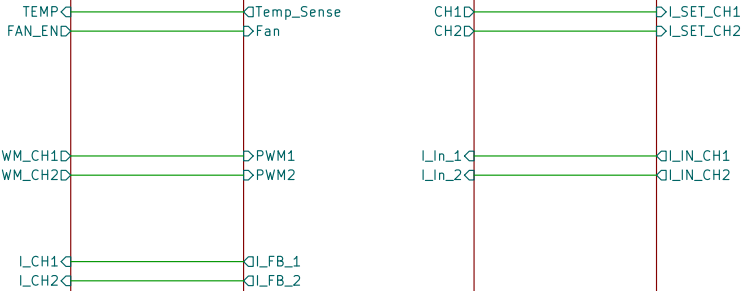 TEMP Temp_Sense CH1 I_SET_CH1
FAN_EN Fan CH2 I_SET_CH2
WM_CH1 PWM1 I_In_1 I_IN_CH1
WM_CH2 PWM2 I_In_2 I_IN_CH2
I_CH1 I_FB_1
I_CH2 I_FB_2